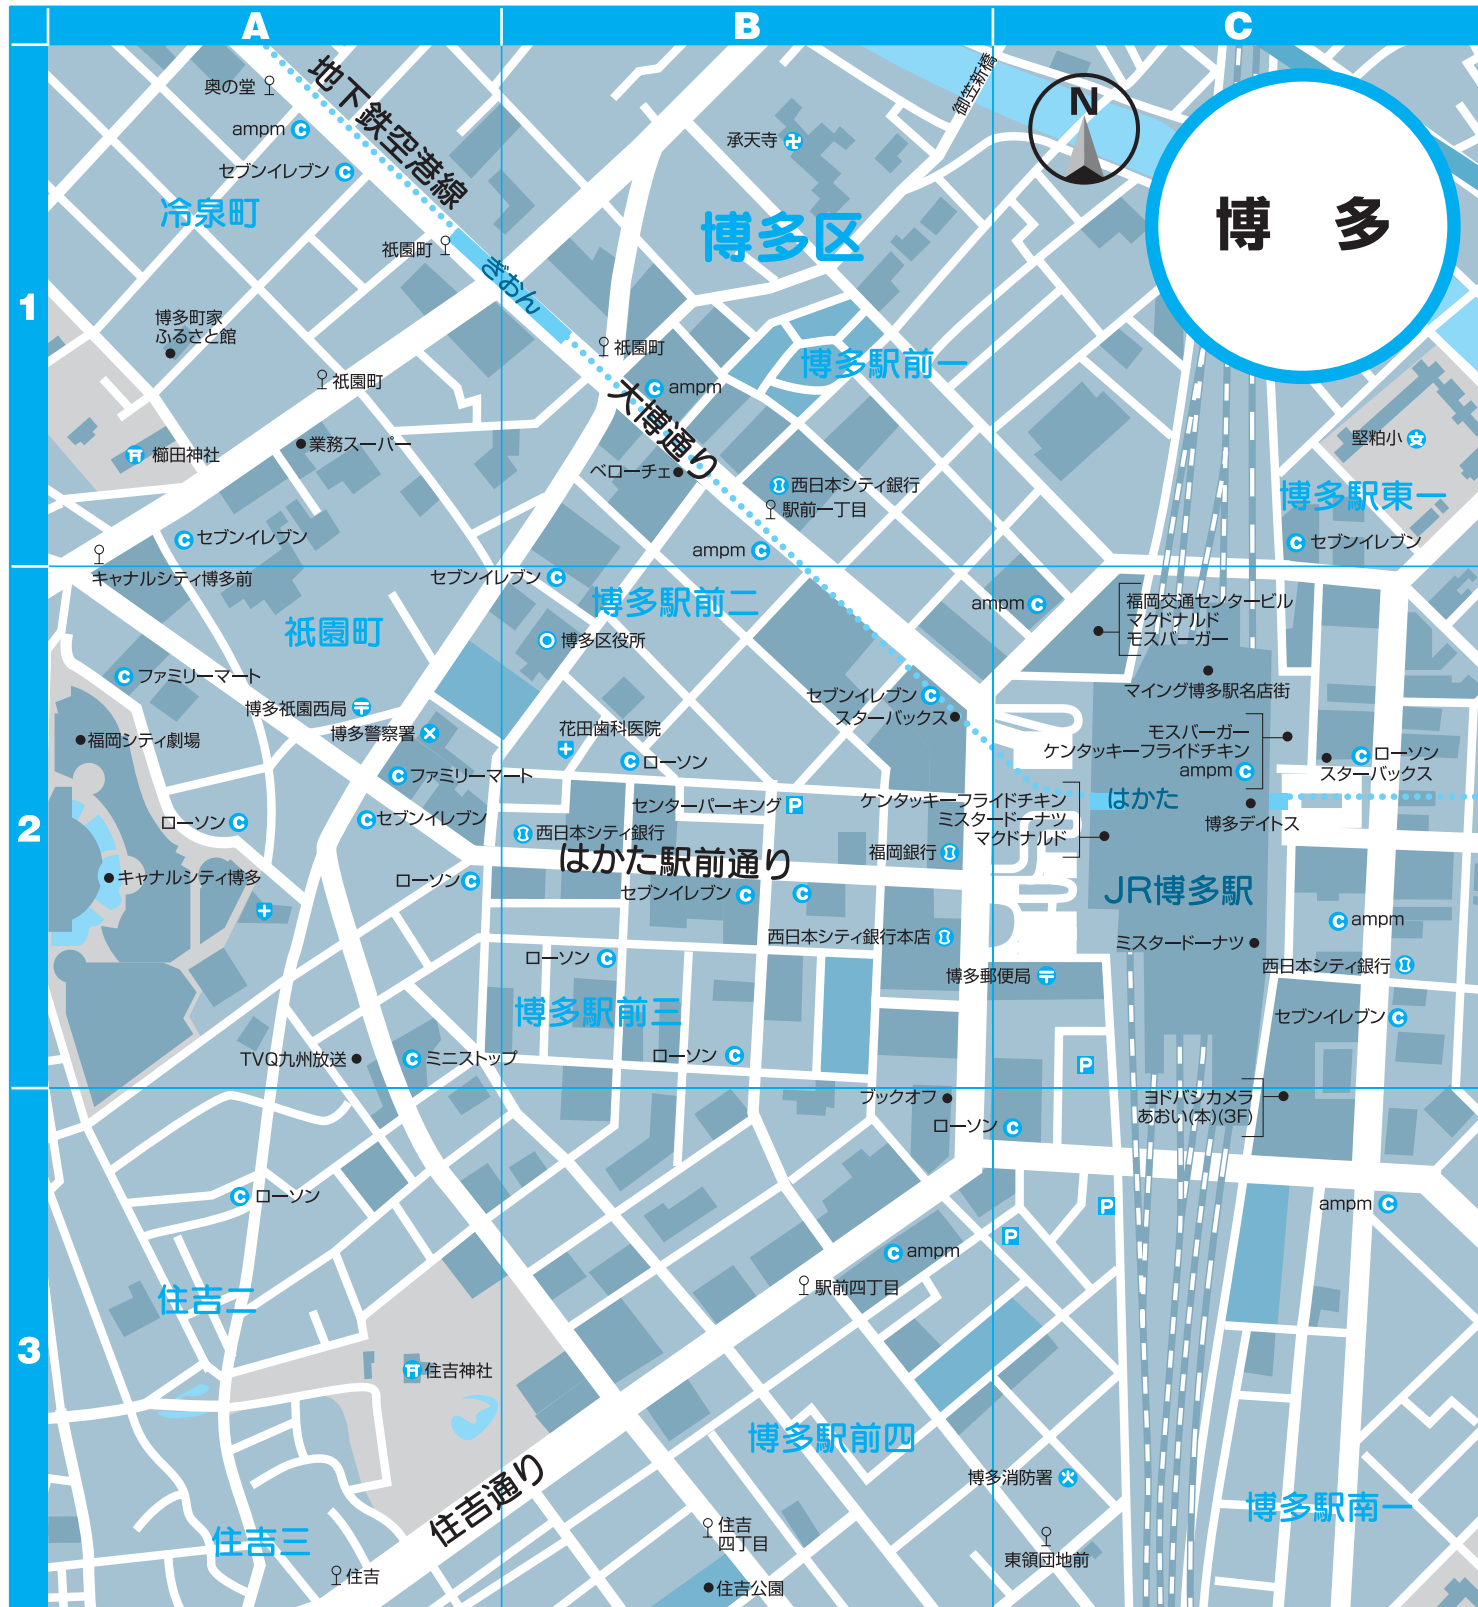 A
B
C
1
2
3
N
博 多
地下鉄空港線
奥の堂
ampm
セブンイレブン
冷泉町
祇園町
ぎおん
博多町家
ふるさと館
祇園町
櫛田神社
業務スーパー
セブンイレブン
キャナルシティ博多前
御笠新橋
承天寺
博多区
祇園町
ampm
博多駅前一
大博通り
ベローチェ
西日本シティ銀行
駅前一丁目
ampm
堅粕小
博多駅東一
セブンイレブン
祇園町
ファミリーマート
博多祇園西局
博多警察署
福岡シティ劇場
ファミリーマート
ローソン
セブンイレブン
キャナルシティ博多
ローソン
TVQ九州放送
ミニストップ
セブンイレブン
博多駅前二
博多区役所
花田歯科医院
ローソン
センターパーキング
P
西日本シティ銀行
はかた駅前通り
セブンイレブン
セブンイレブン
スターバックス
ケンタッキーフライドチキン
ミスタードーナツ
マクドナルド
福岡銀行
西日本シティ銀行本店
ローソン
博多駅前三
ローソン
博多郵便局
ampm
福岡交通センタービル
マクドナルド
モスバーガー
マイング博多駅名店街
モスバーガー
ケンタッキーフライドチキン
ampm
ローソン
スターバックス
はかた
博多デイトス
JR博多駅
ampm
ミスタードーナツ
西日本シティ銀行
セブンイレブン
P
ヨドバシカメラ
あおい(本)(3F)
ブックオフ
ローソン
ローソン
住吉二
住吉神社
住吉通り
住吉三
住吉
P
P
ampm
ampm
駅前四丁目
博多駅前四
住吉
四丁目
住吉公園
博多消防署
東領団地前
博多駅南一